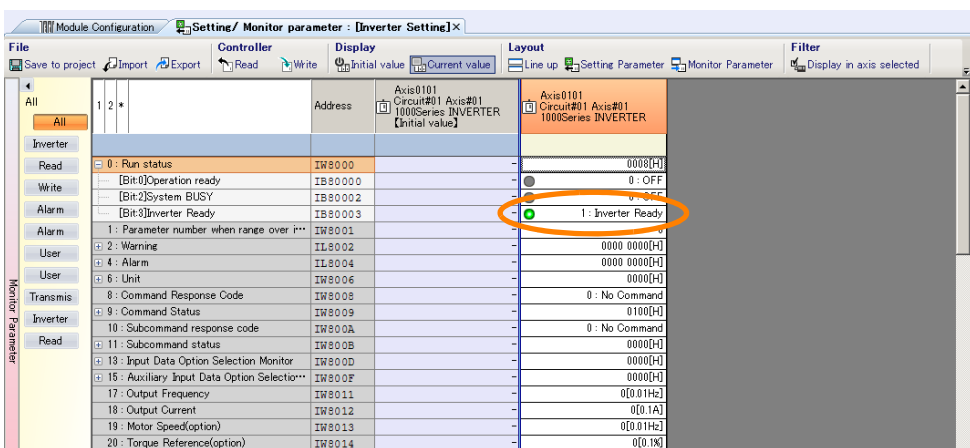 Module Configuration Setting/ Monitor parameter : [Inverter Setting]×
File Controller Display Layout Filter
Save to project Import Export Read Write Initial value Current value Line up Setting Parameter Monitor Parameter Display in axis selected
All
All
Inverter
Read
Write
Alarm
Alarm
User
User
Transmis
Inverter
Read
Monitor Parameter
1 2 * Address
Axis0101
Circuit#01 Axis#01
1000Series INVERTER
【Initial value】
Axis0101
Circuit#01 Axis#01
1000Series INVERTER
0 : Run status IW8000 - 0008[H]
[Bit:0]Operation ready IB80000 - 0 : OFF
[Bit:2]System BUSY IB80002 - 0 : OFF
[Bit:3]Inverter Ready IB80003 - 1 : Inverter Ready
1 : Parameter number when range over i··· IW8001 - 0
2 : Warning IL8002 - 0000 0000[H]
4 : Alarm IL8004 - 0000 0000[H]
6 : Unit IW8006 - 0000[H]
8 : Command Response Code IW8008 - 0 : No Command
9 : Command Status IW8009 - 0100[H]
10 : Subcommand response code IW800A - 0 : No Command
11 : Subcommand status IW800B - 0000[H]
13 : Input Data Option Selection Monitor IW800D - 0000[H]
15 : Auxiliary Input Data Option Selectio··· IW800F - 0000[H]
17 : Output Frequency IW8011 - 0[0.01Hz]
18 : Output Current IW8012 - 0[0.1A]
19 : Motor Speed(option) IW8013 - 0[0.01Hz]
20 : Torque Reference(option) IW8014 - 0[0.1%]